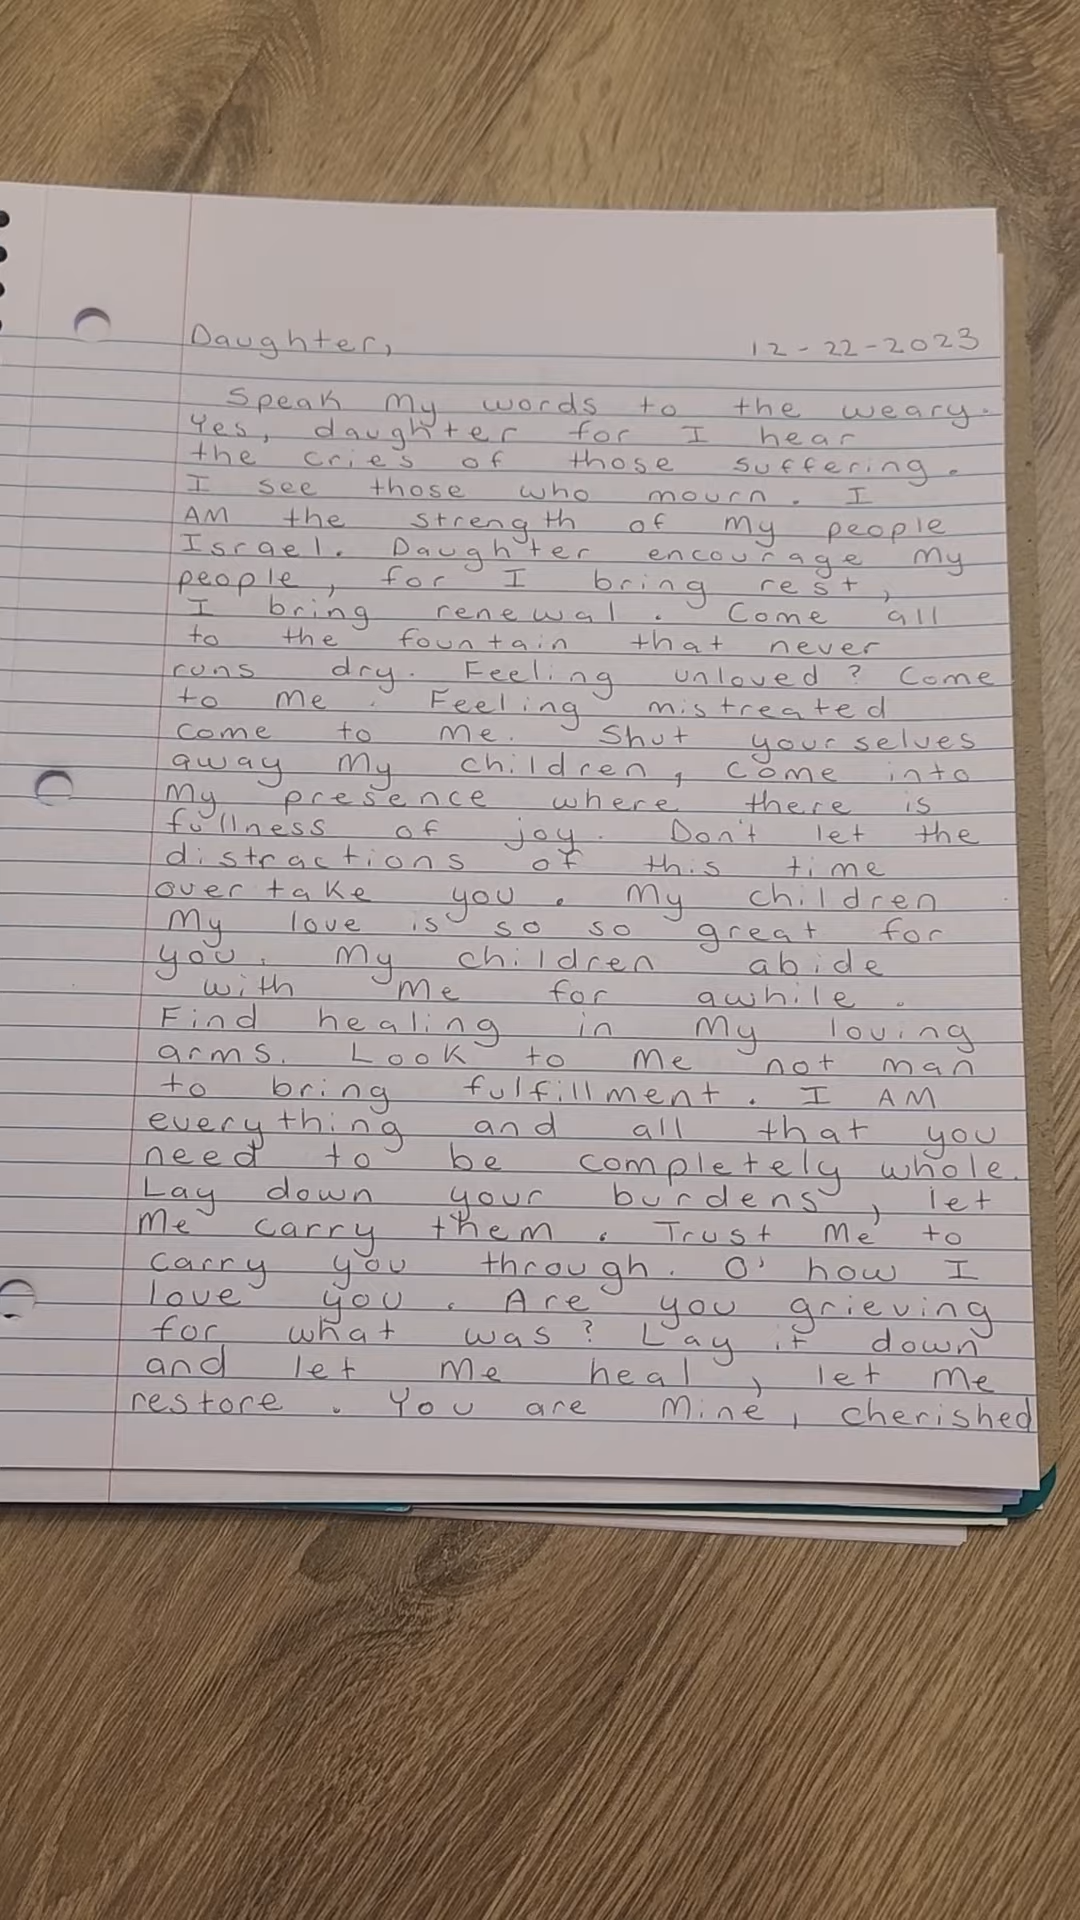 Daughter, 12-22-2023
Speak My words to the weary.
Yes, daughter for I hear
the cries of those suffering.
I see those who mourn. I
AM the strength of my people
Israel. Daughter encourage my
people, for I bring rest,
I bring renewal. Come all
to the fountain that never
runs dry. Feeling unloved? Come
to Me. Feeling mistreated
come to Me. Shut yourselves
away My children, come into
My presence where there is
fullness of joy. Don't let the
distractions of this time
overtake you. My children
My love is so so great for
you. My children abide
with Me for awhile.
Find healing in My loving
arms. Look to Me not man
to bring fulfillment. I AM
everything and all that you
need to be completely whole.
Lay down your burdens, let
Me carry them. Trust Me to
carry you through. O' how I
love you. Are you grieving
for what was? Lay it down
and let Me heal, let Me
restore. You are Mine, cherished